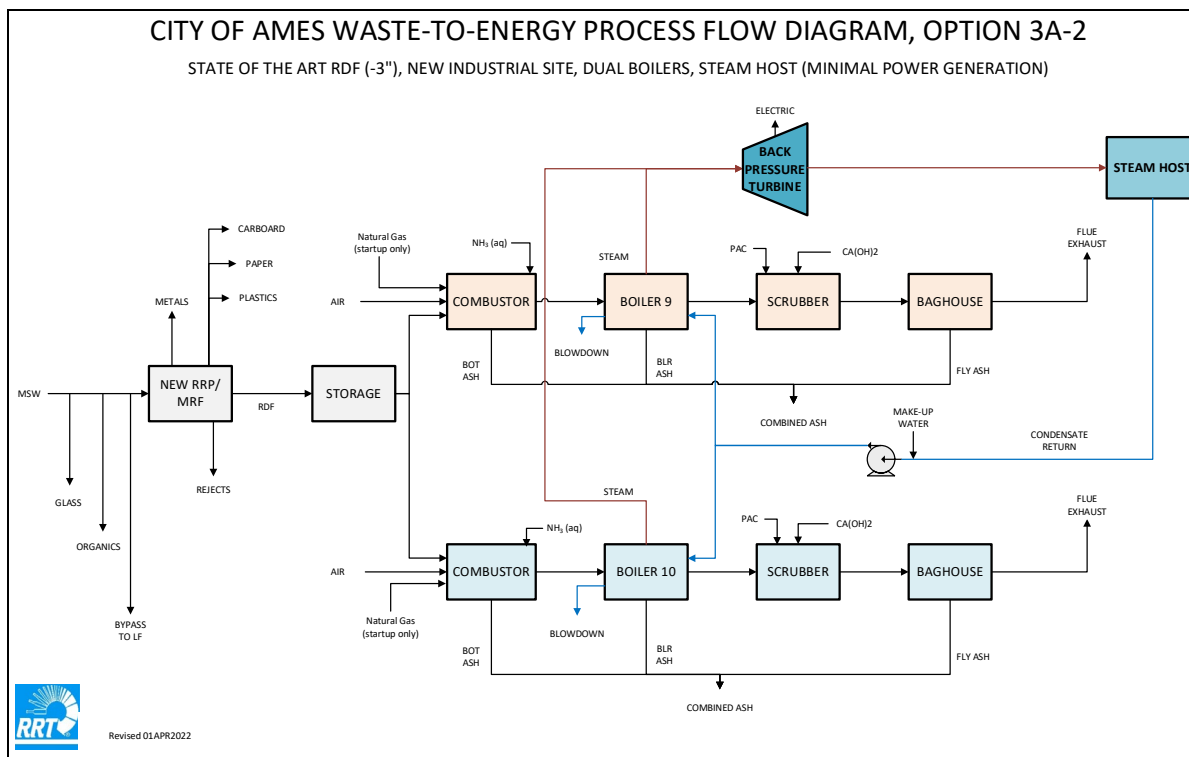 CITY OF AMES WASTE-TO-ENERGY PROCESS FLOW DIAGRAM, OPTION 3A-2
STATE OF THE ART RDF (-3"), NEW INDUSTRIAL SITE, DUAL BOILERS, STEAM HOST (MINIMAL POWER GENERATION)
ELECTRIC
BACK
PRESSURE
TURBINE
STEAM HOST
CARBOARD
PAPER
PLASTICS
METALS
Natural Gas
(startup only)
NH₃ (aq)
STEAM
PAC
CA(OH)2
FLUE
EXHAUST
AIR
COMBUSTOR
BOILER 9
SCRUBBER
BAGHOUSE
BLOWDOWN
BOT
ASH
BLR
ASH
FLY ASH
COMBINED ASH
MSW
NEW RRP/
MRF
RDF
STORAGE
REJECTS
GLASS
ORGANICS
BYPASS
TO LF
MAKE-UP
WATER
CONDENSATE
RETURN
STEAM
NH₃ (aq)
PAC
CA(OH)2
FLUE
EXHAUST
AIR
COMBUSTOR
BOILER 10
SCRUBBER
BAGHOUSE
Natural Gas
(startup only)
BLOWDOWN
BOT
ASH
BLR
ASH
FLY ASH
COMBINED ASH
RRT
Revised 01APR2022